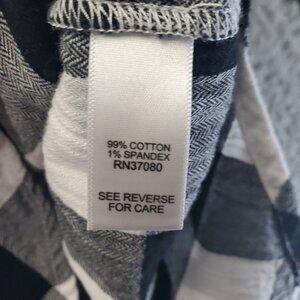 99% COTTON
1% SPANDEX
RN37080
SEE REVERSE
FOR CARE